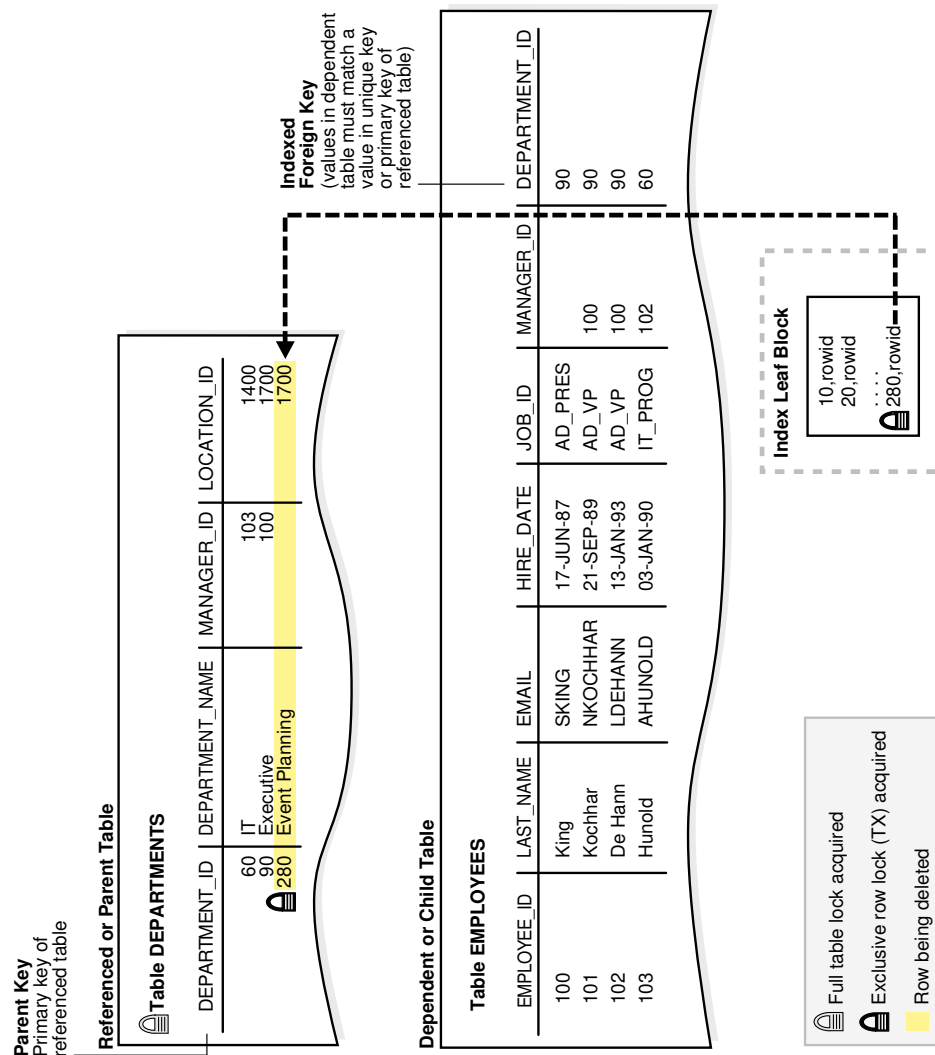 Parent Key
Primary key of
referenced table
Referenced or Parent Table
Table DEPARTMENTS
DEPARTMENT_ID DEPARTMENT_NAME MANAGER_ID LOCATION_ID
60 IT 103 1400
90 Executive 100 1700
280 Event Planning 1700
Indexed
Foreign Key
(values in dependent
table must match a
value in unique key
or primary key of
referenced table)
Dependent or Child Table
Table EMPLOYEES
EMPLOYEE_ID LAST_NAME EMAIL HIRE_DATE JOB_ID MANAGER_ID DEPARTMENT_ID
100 King SKING 17-JUN-87 AD_PRES 90
101 Kochhar NKOCHHAR 21-SEP-89 AD_VP 100 90
102 De Hann LDEHANN 13-JAN-93 AD_VP 100 90
103 Hunold AHUNOLD 03-JAN-90 IT_PROG 102 60
Index Leaf Block
10,rowid
20,rowid
. . . .
280,rowid
Full table lock acquired
Exclusive row lock (TX) acquired
Row being deleted